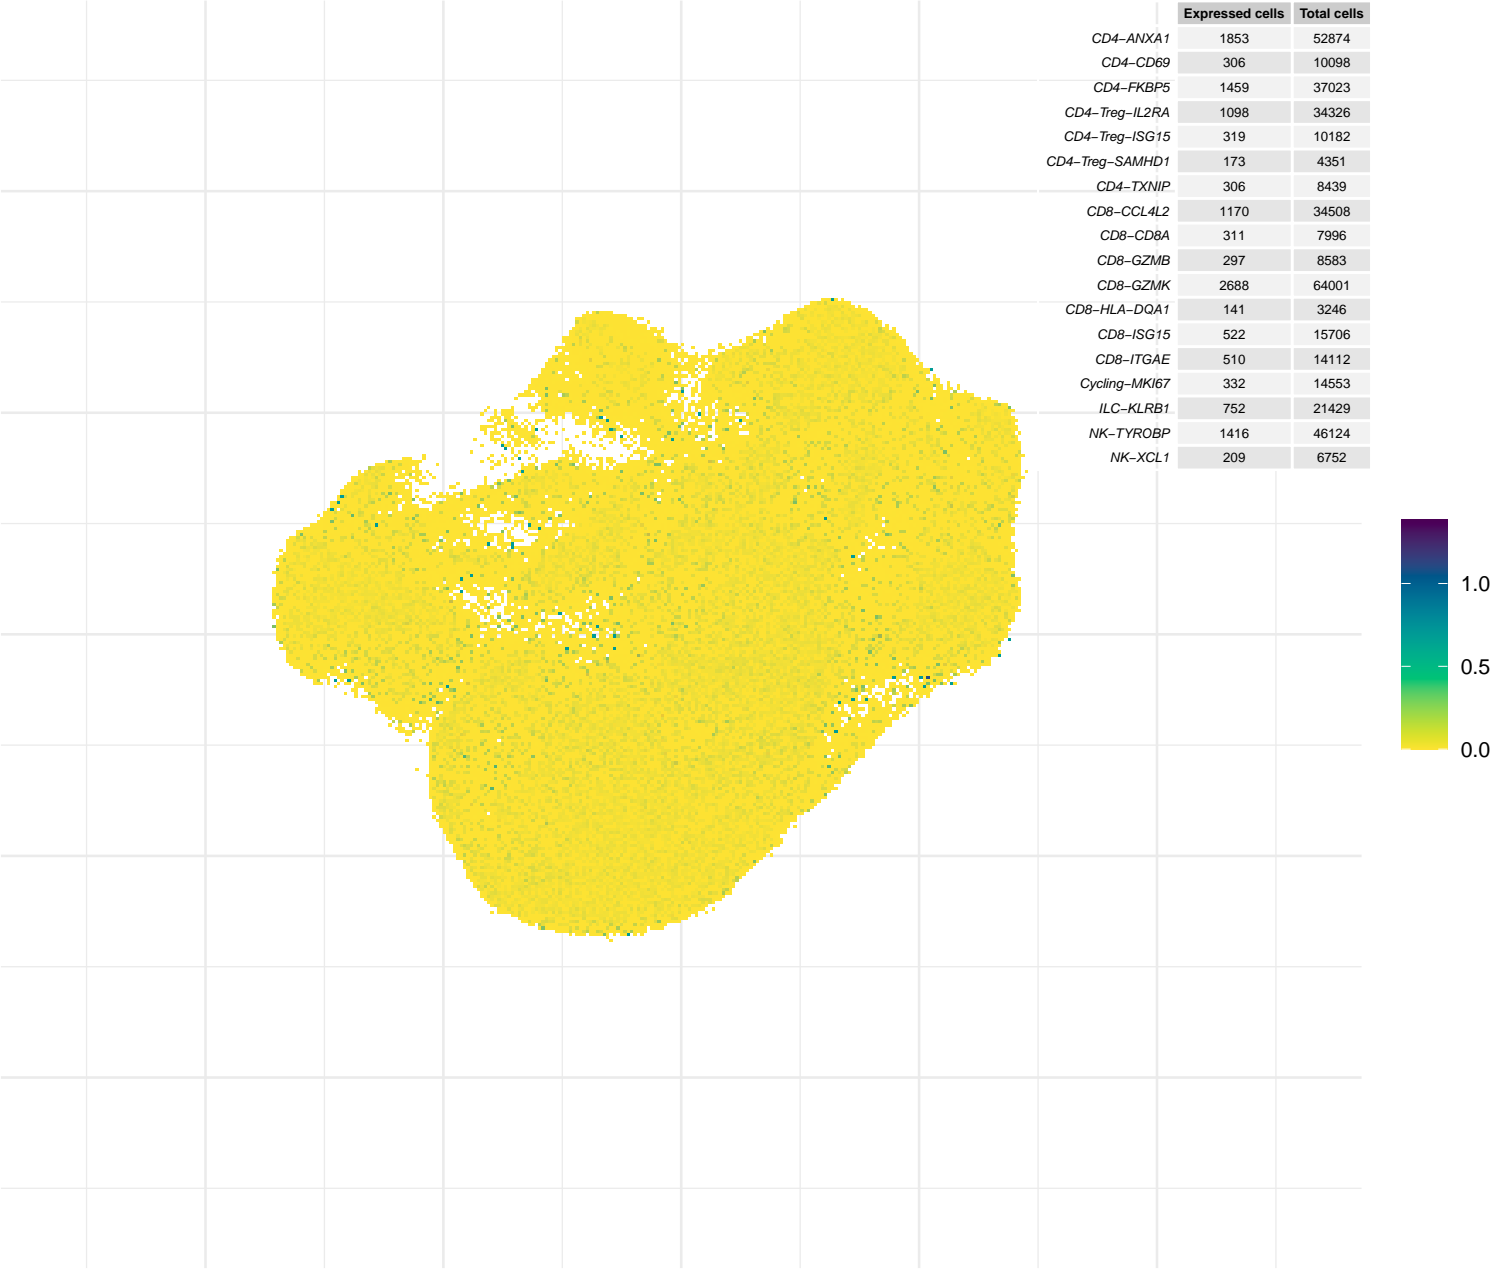 Expressed cells Total cells
CD4−ANXA1 1853 52874
CD4−CD69 306 10098
CD4−FKBP5 1459 37023
CD4−Treg−IL2RA 1098 34326
CD4−Treg−ISG15 319 10182
CD4−Treg−SAMHD1 173 4351
CD4−TXNIP 306 8439
CD8−CCL4L2 1170 34508
CD8−CD8A 311 7996
CD8−GZMB 297 8583
CD8−GZMK 2688 64001
CD8−HLA−DQA1 141 3246
CD8−ISG15 522 15706
CD8−ITGAE 510 14112
Cycling−MKI67 332 14553
ILC−KLRB1 752 21429
NK−TYROBP 1416 46124
NK−XCL1 209 6752
1.0
0.5
0.0